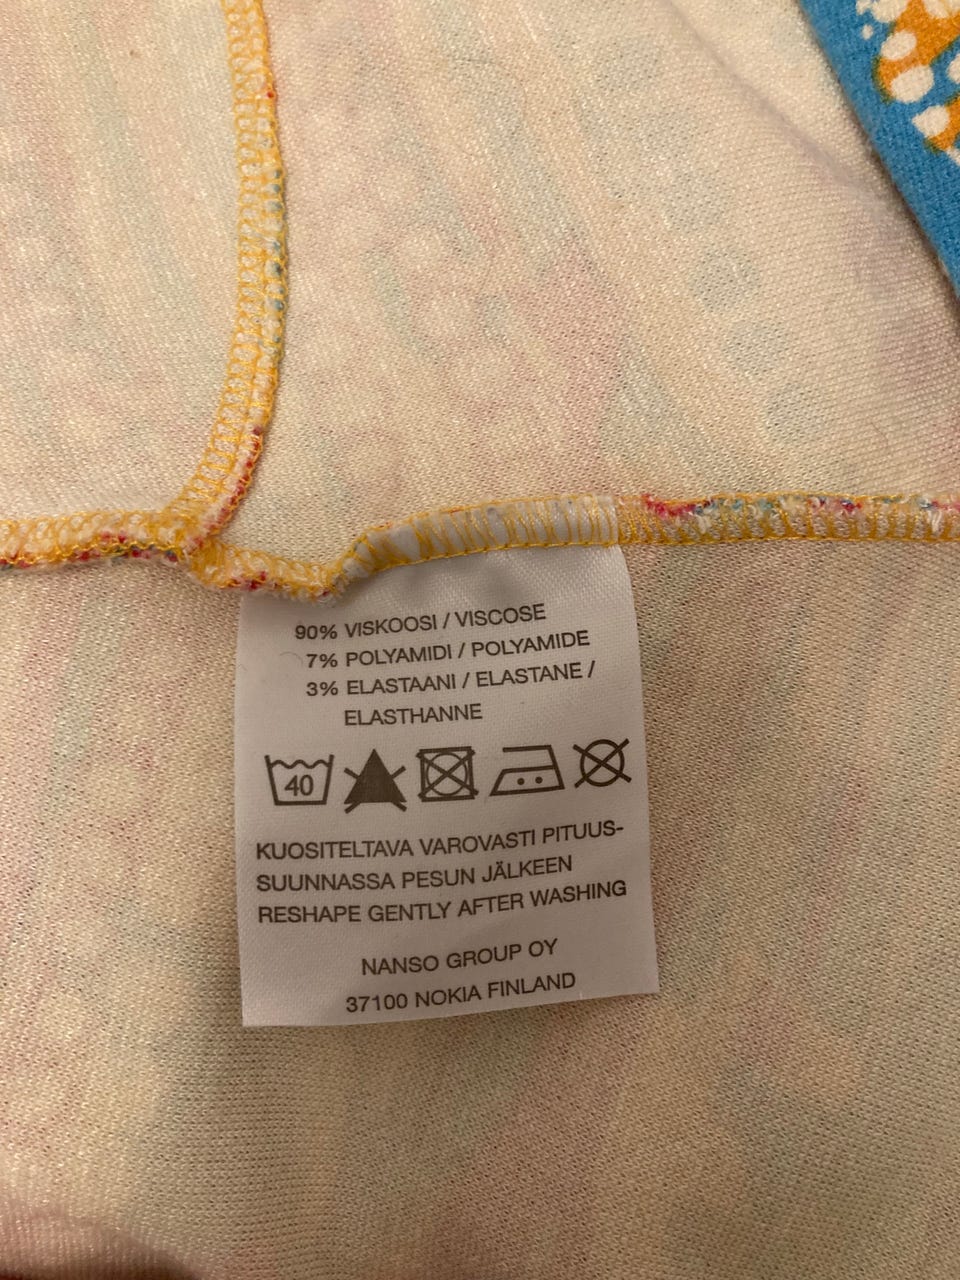 90% VISKOOSI / VISCOSE
7% POLYAMIDI / POLYAMIDE
3% ELASTAANI / ELASTANE /
ELASTHANNE
40
KUOSITELTAVA VAROVASTI PITUUS-
SUUNNASSA PESUN JÄLKEEN
RESHAPE GENTLY AFTER WASHING
NANSO GROUP OY
37100 NOKIA FINLAND